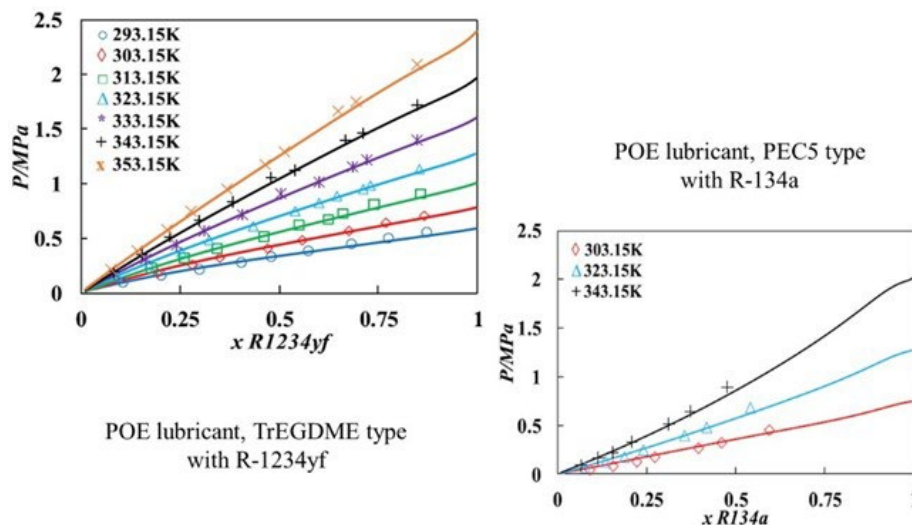 2.5
2
1.5
1
0.5
0
P/MPa
293.15K
303.15K
313.15K
323.15K
333.15K
343.15K
353.15K
0 0.25 0.5 0.75 1
x R1234yf
POE lubricant, TrEGDME type
with R-1234yf
POE lubricant, PEC5 type
with R-134a
2.5
2
1.5
1
0.5
0
P/MPa
303.15K
323.15K
343.15K
0 0.25 0.5 0.75 1
x R134a